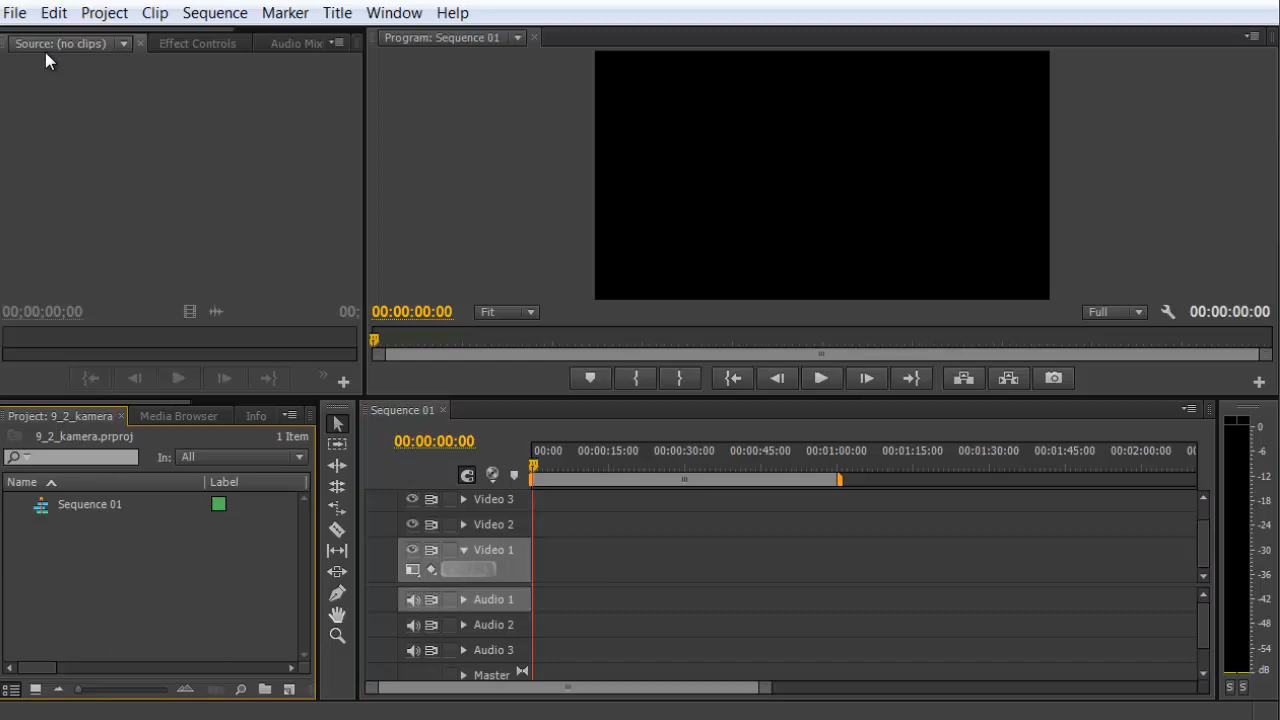 File Edit Project Clip Sequence Marker Title Window Help
Source: (no clips) Effect Controls Audio Mix
Program: Sequence 01
00;00;00;00 00;
00:00:00:00 Fit Full 00:00:00:00
Project: 9_2_kamera Media Browser Info
9_2_kamera.prproj 1 Item
In: All
Name Label
Sequence 01
Sequence 01
00:00:00:00
00:00 00:00:15:00 00:00:30:00 00:00:45:00 00:01:00:00 00:01:15:00 00:01:30:00 00:01:45:00 00:02:00:00 00
Video 3
Video 2
Video 1
Audio 1
Audio 2
Audio 3
Master
0
-6
-12
-18
-24
-30
-36
-42
-48
-54
dB
S S